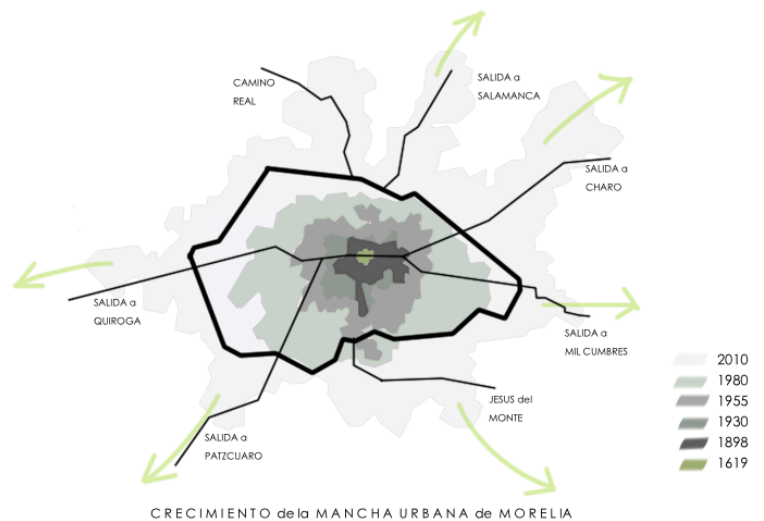 CAMINO
REAL
SALIDA a
SALAMANCA
SALIDA a
CHARO
SALIDA a
QUIROGA
SALIDA a
MIL CUMBRES
JESUS del
MONTE
SALIDA a
PATZCUARO
2010
1980
1955
1930
1898
1619
CRECIMIENTO de la MANCHA URBANA de MORELIA